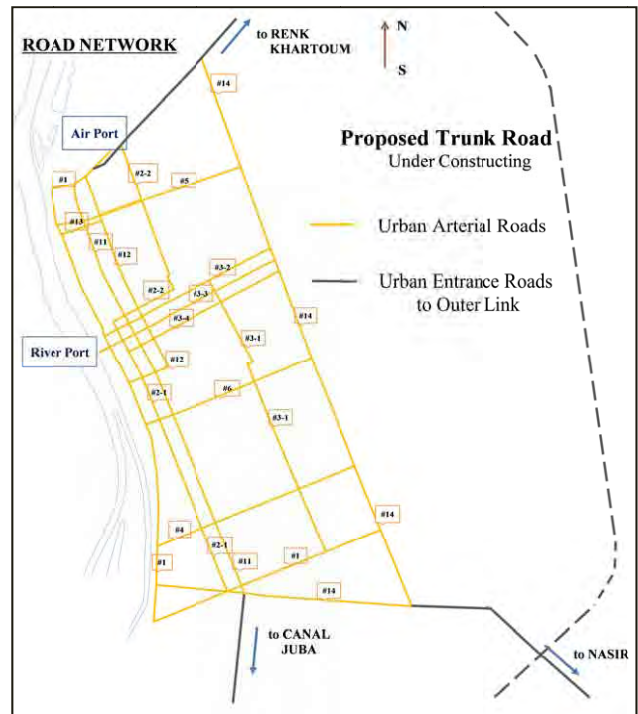 ROAD NETWORK
to RENK
KHARTOUM
N
S
#14
Air Port
Proposed Trunk Road
Under Constructing
#2-2
#1
#5
#13
#11
#12
Urban Arterial Roads
#3-2
#2-2
#3-3
Urban Entrance Roads
to Outer Link
#3-4
#14
#3-1
River Port
#12
#6
#2-1
#3-1
#14
#4
#2-1
#1
#11
#1
#14
to CANAL
JUBA
to NASIR